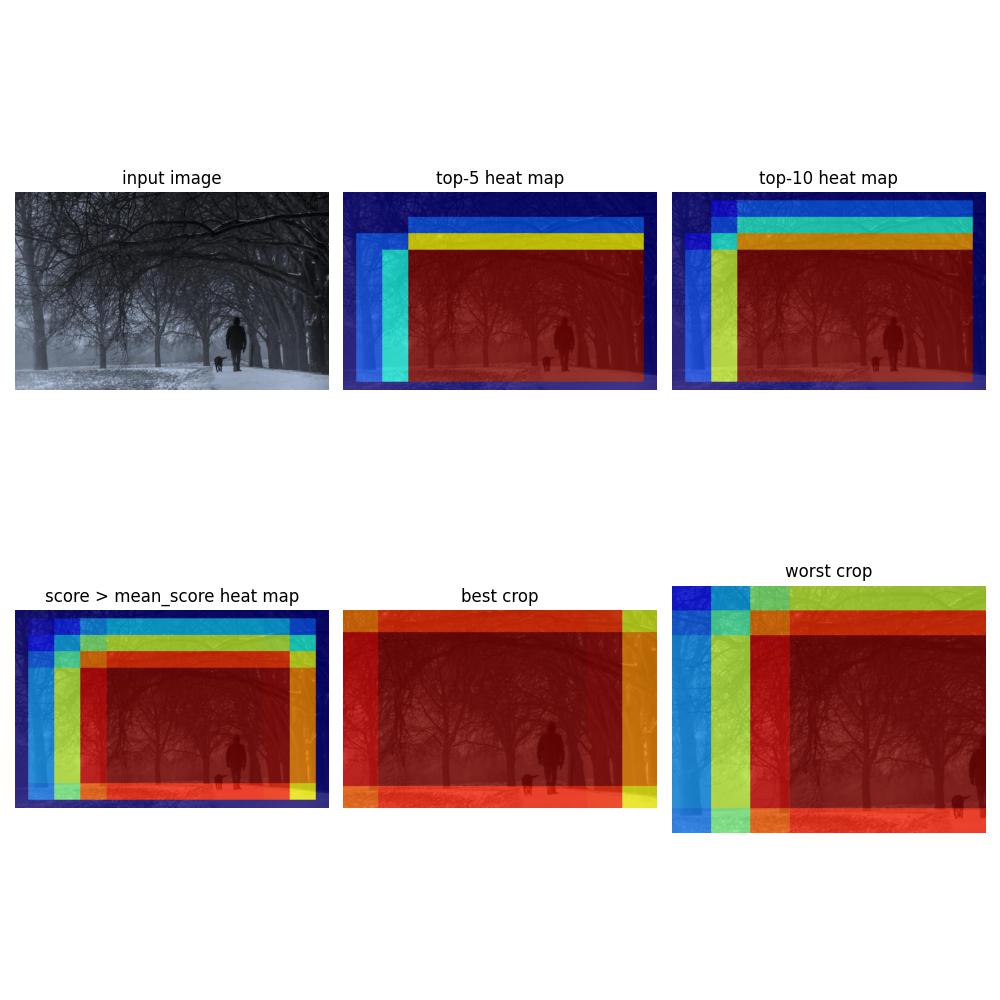 input image
top-5 heat map
top-10 heat map
score > mean_score heat map
best crop
worst crop